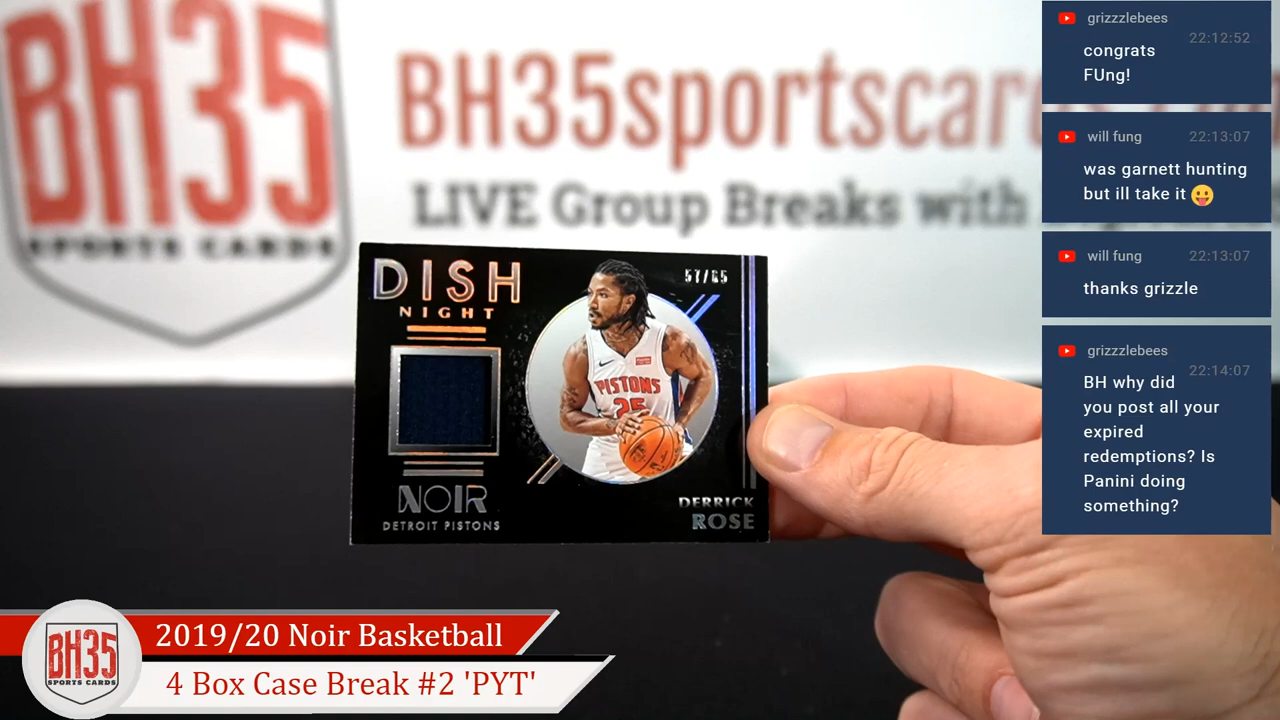 BH35
SPORTS CARDS
BH35sportscar
LIVE Group Breaks with
DISH
NIGHT
57/85
PISTONS
25
NOIR
DETROIT PISTONS
DERRICK
ROSE
grizzzlebees
22:12:52
congrats
FUng!
will fung
22:13:07
was garnett hunting
but ill take it 😛
will fung
22:13:07
thanks grizzle
grizzzlebees
22:14:07
BH why did
you post all your
expired
redemptions? Is
Panini doing
something?
BH35
SPORTS CARDS
2019/20 Noir Basketball
4 Box Case Break #2 'PYT'